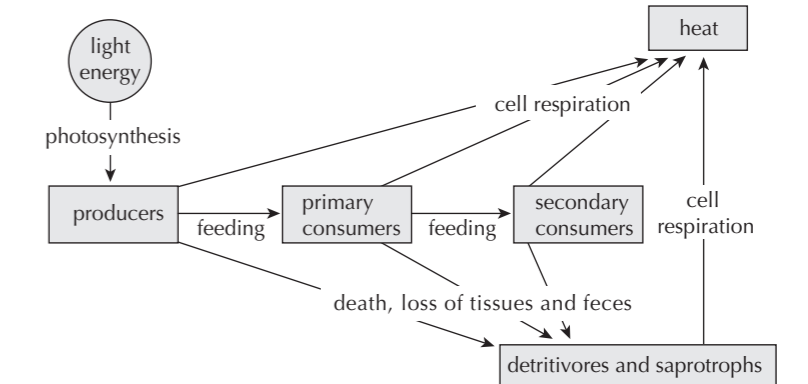 light
energy
heat
cell respiration
photosynthesis
producers
feeding
primary
consumers
feeding
secondary
consumers
cell
respiration
death, loss of tissues and feces
detritivores and saprotrophs